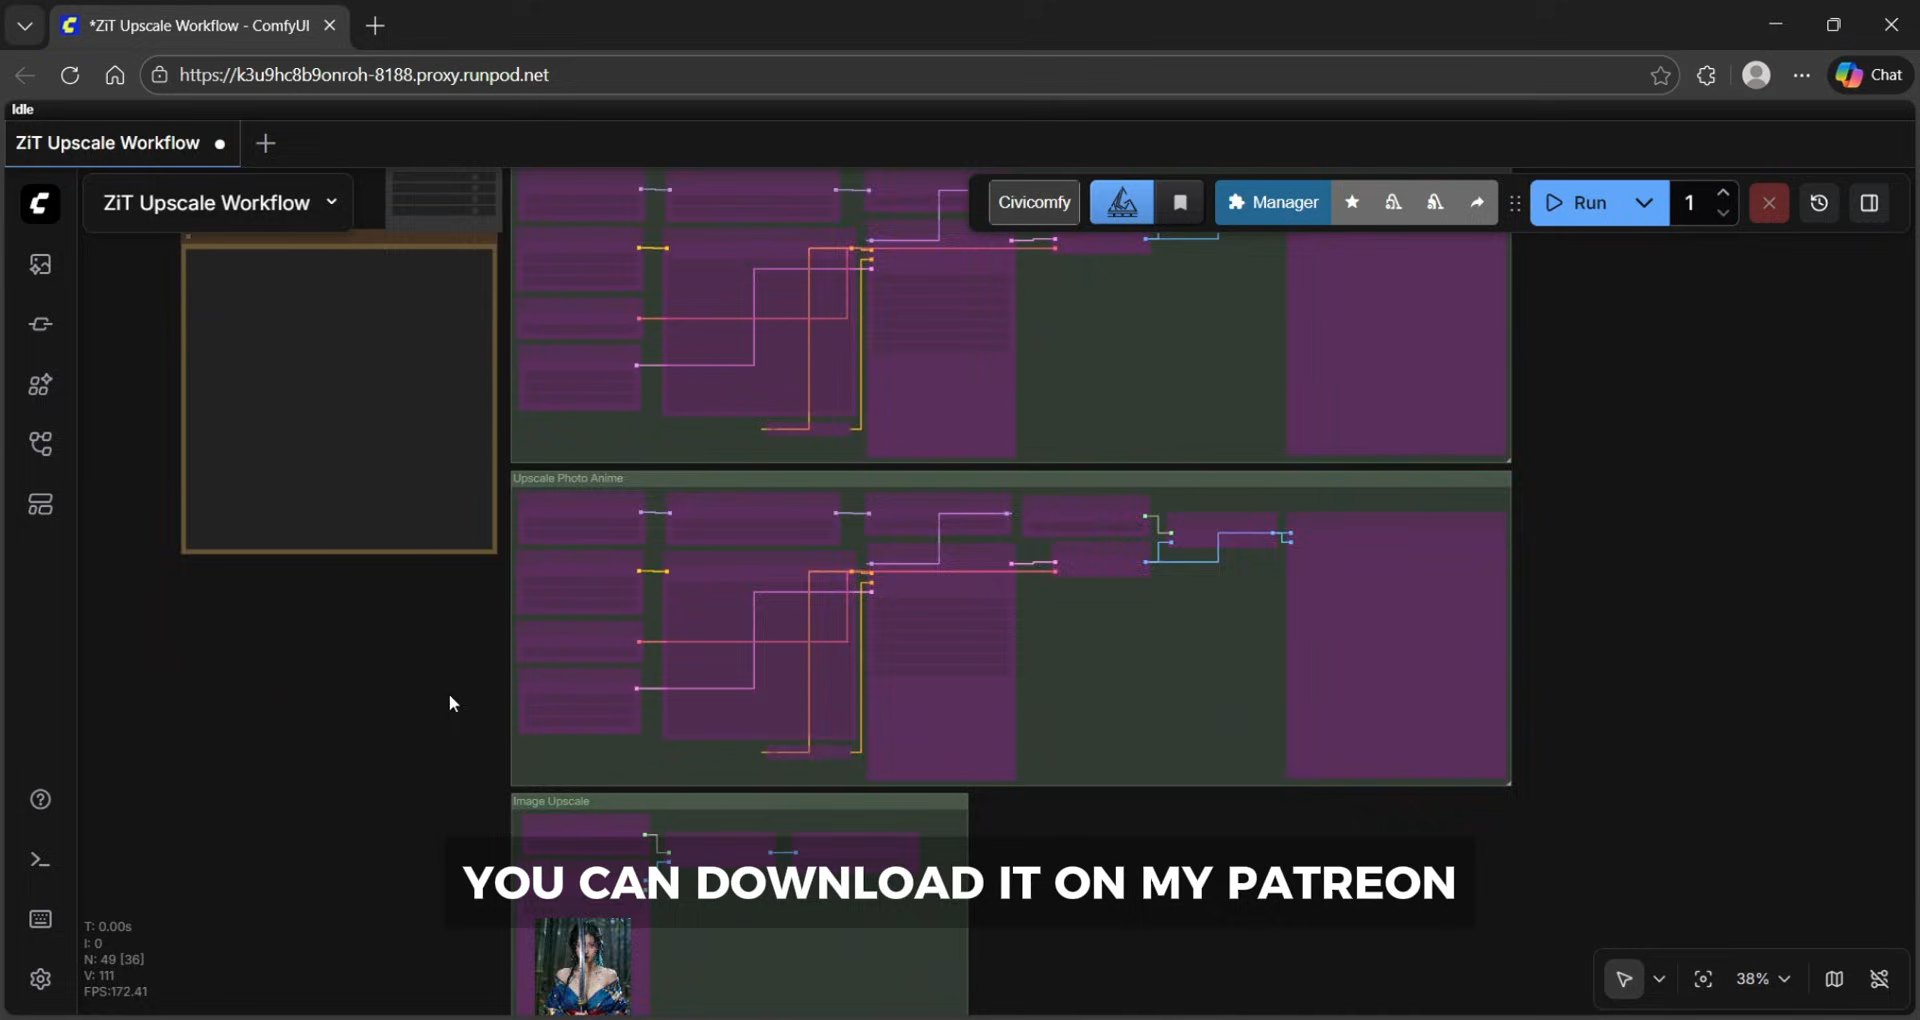 *ZiT Upscale Workflow - ComfyUI
https://k3u9hc8b9onroh-8188.proxy.runpod.net
Chat
Idle
ZiT Upscale Workflow
ZiT Upscale Workflow
Civicomfy
Manager
Run
1
Upscale Photo Anime
Image Upscale
YOU CAN DOWNLOAD IT ON MY PATREON
T: 0.00s
I: 0
N: 49 [36]
V: 111
FPS:172.41
38%